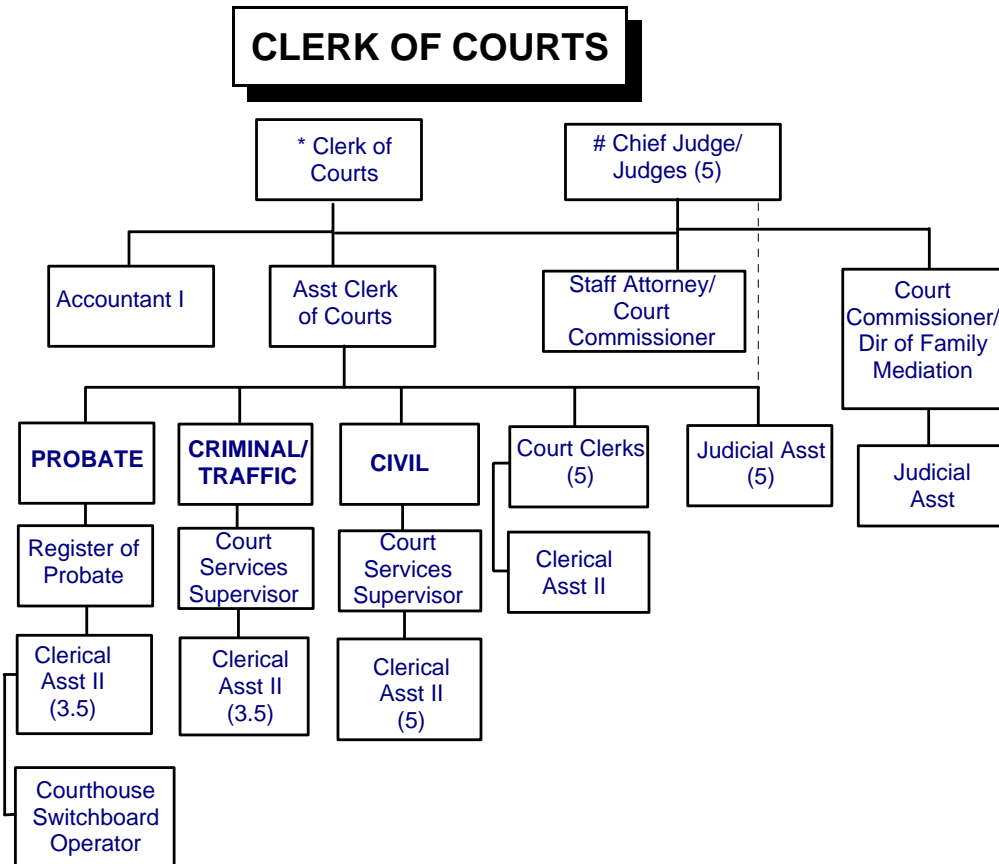 CLERK OF COURTS
* Clerk of
Courts
# Chief Judge/
Judges (5)
Accountant I
Asst Clerk
of Courts
Staff Attorney/
Court
Commissioner
Court
Commissioner/
Dir of Family
Mediation
PROBATE
CRIMINAL/
TRAFFIC
CIVIL
Court Clerks
(5)
Judicial Asst
(5)
Judicial
Asst
Register of
Probate
Court
Services
Supervisor
Court
Services
Supervisor
Clerical
Asst II
Clerical
Asst II
(3.5)
Clerical
Asst II
(3.5)
Clerical
Asst II
(5)
Courthouse
Switchboard
Operator